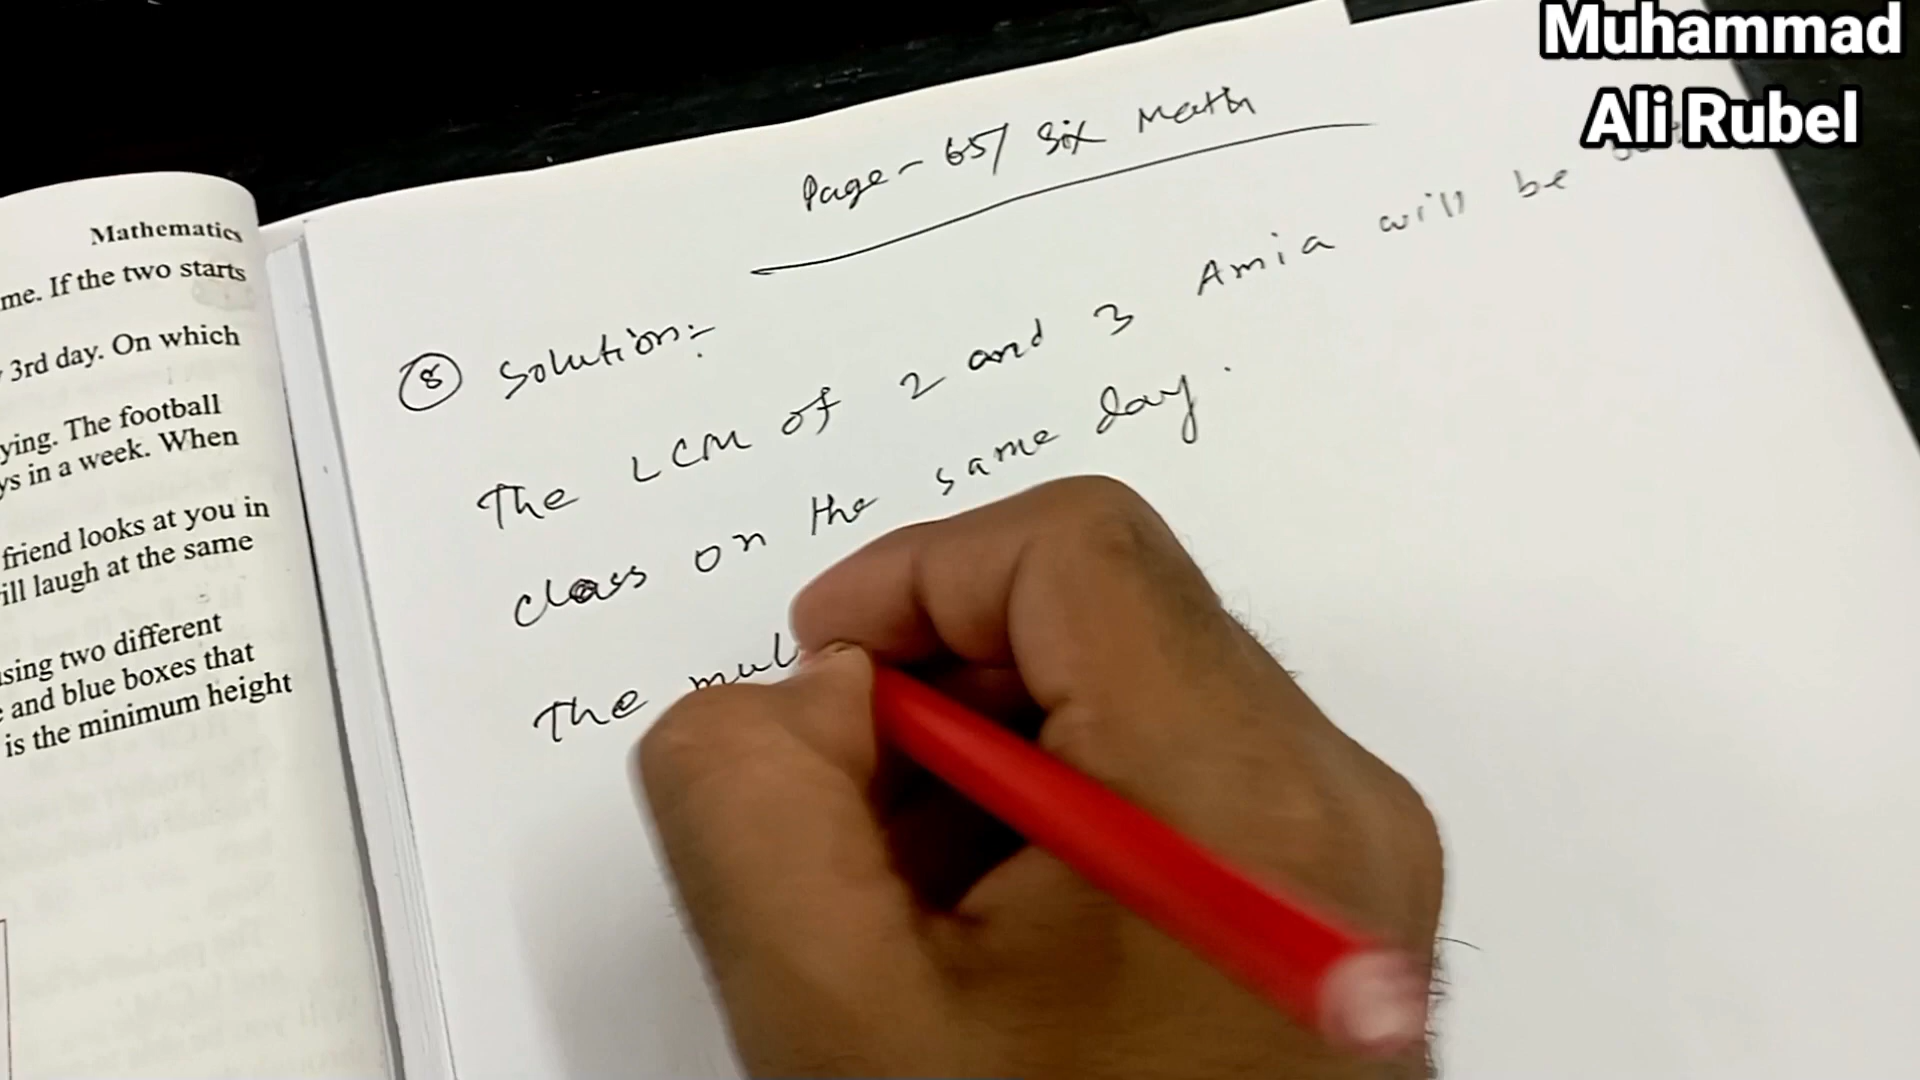 Muhammad
Ali Rubel
Mathematics
me. If the two starts
3rd day. On which
ying. The football
ys in a week. When
friend looks at you in
ill laugh at the same
using two different
and blue boxes that
is the minimum height
Page - 65/ Six Math
⑧ Solution:-
The LCM of 2 and 3 Amia will be
class on the same day.
The mul